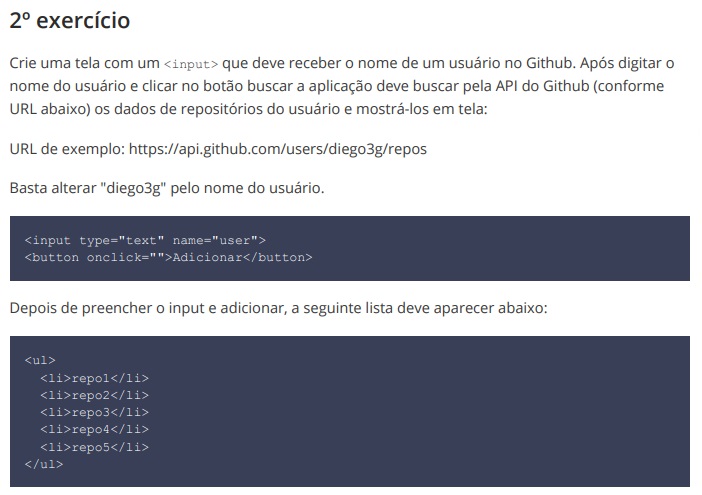 2º exercício
Crie uma tela com um <input> que deve receber o nome de um usuário no Github. Após digitar o
nome do usuário e clicar no botão buscar a aplicação deve buscar pela API do Github (conforme
URL abaixo) os dados de repositórios do usuário e mostrá-los em tela:
URL de exemplo: https://api.github.com/users/diego3g/repos
Basta alterar "diego3g" pelo nome do usuário.
<input type="text" name="user">
<button onclick="">Adicionar</button>
Depois de preencher o input e adicionar, a seguinte lista deve aparecer abaixo:
<ul>
  <li>repo1</li>
  <li>repo2</li>
  <li>repo3</li>
  <li>repo4</li>
  <li>repo5</li>
</ul>